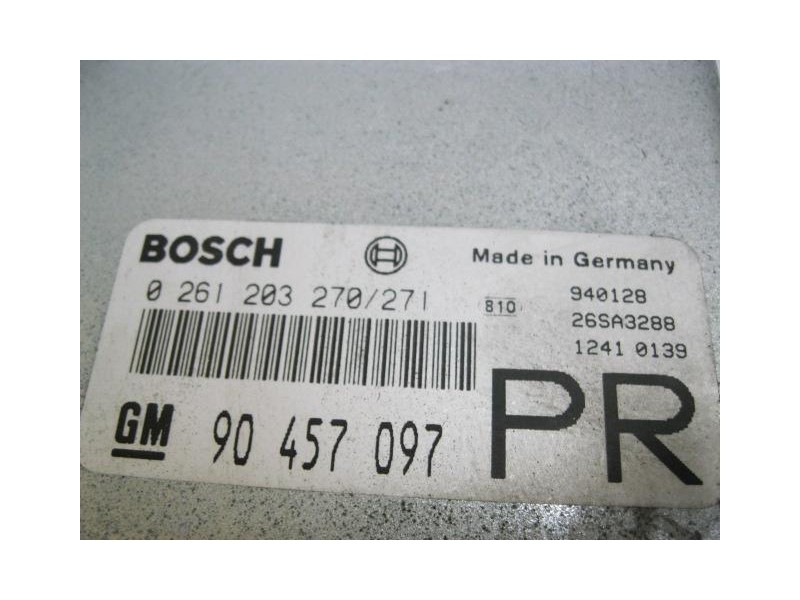 BOSCH Made in Germany
0 261 203 270/271 810 940128
26SA3288
1241 0139
GM 90 457 097 PR